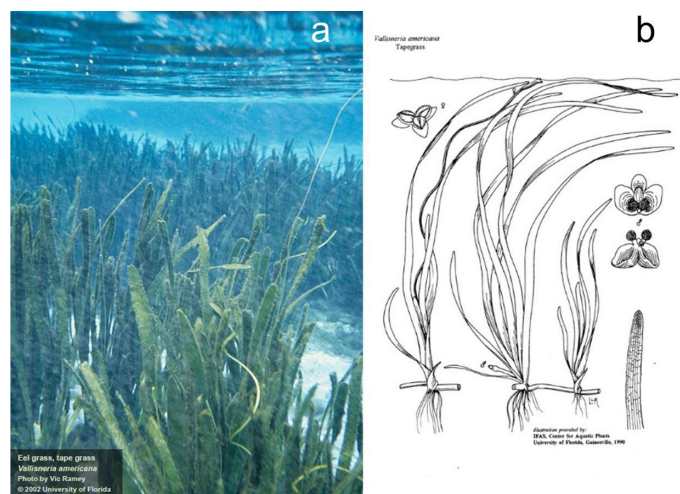 a
Eel grass, tape grass
Vallisneria americana
Photo by Vic Ramey
© 2002 University of Florida
b
Vallisneria americana
Tapegrass
♀
♂
♂
illustration provided by:
IFAS, Center for Aquatic Plants
University of Florida, Gainesville, 1990